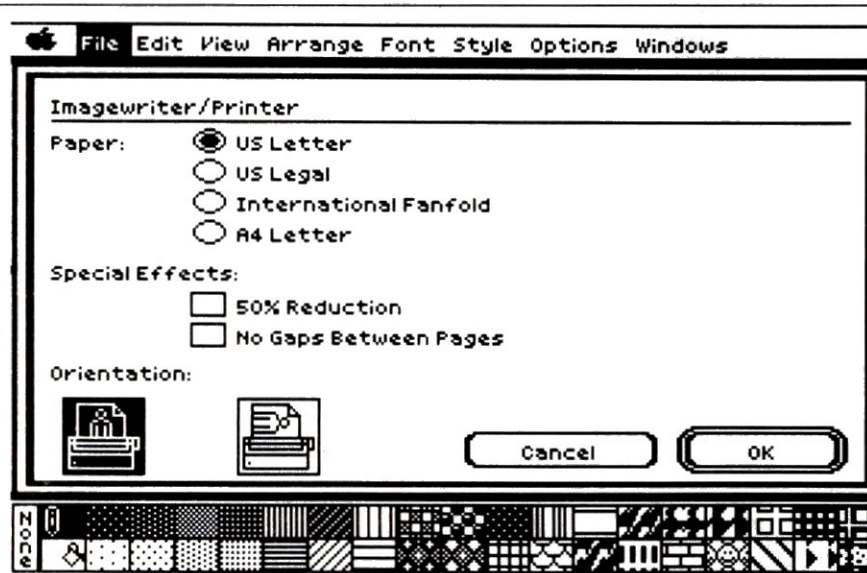 File Edit View Arrange Font Style Options Windows
Imagewriter/Printer
Paper: US Letter
US Legal
International Fanfold
A4 Letter
Special Effects:
50% Reduction
No Gaps Between Pages
Orientation:
Cancel OK
None